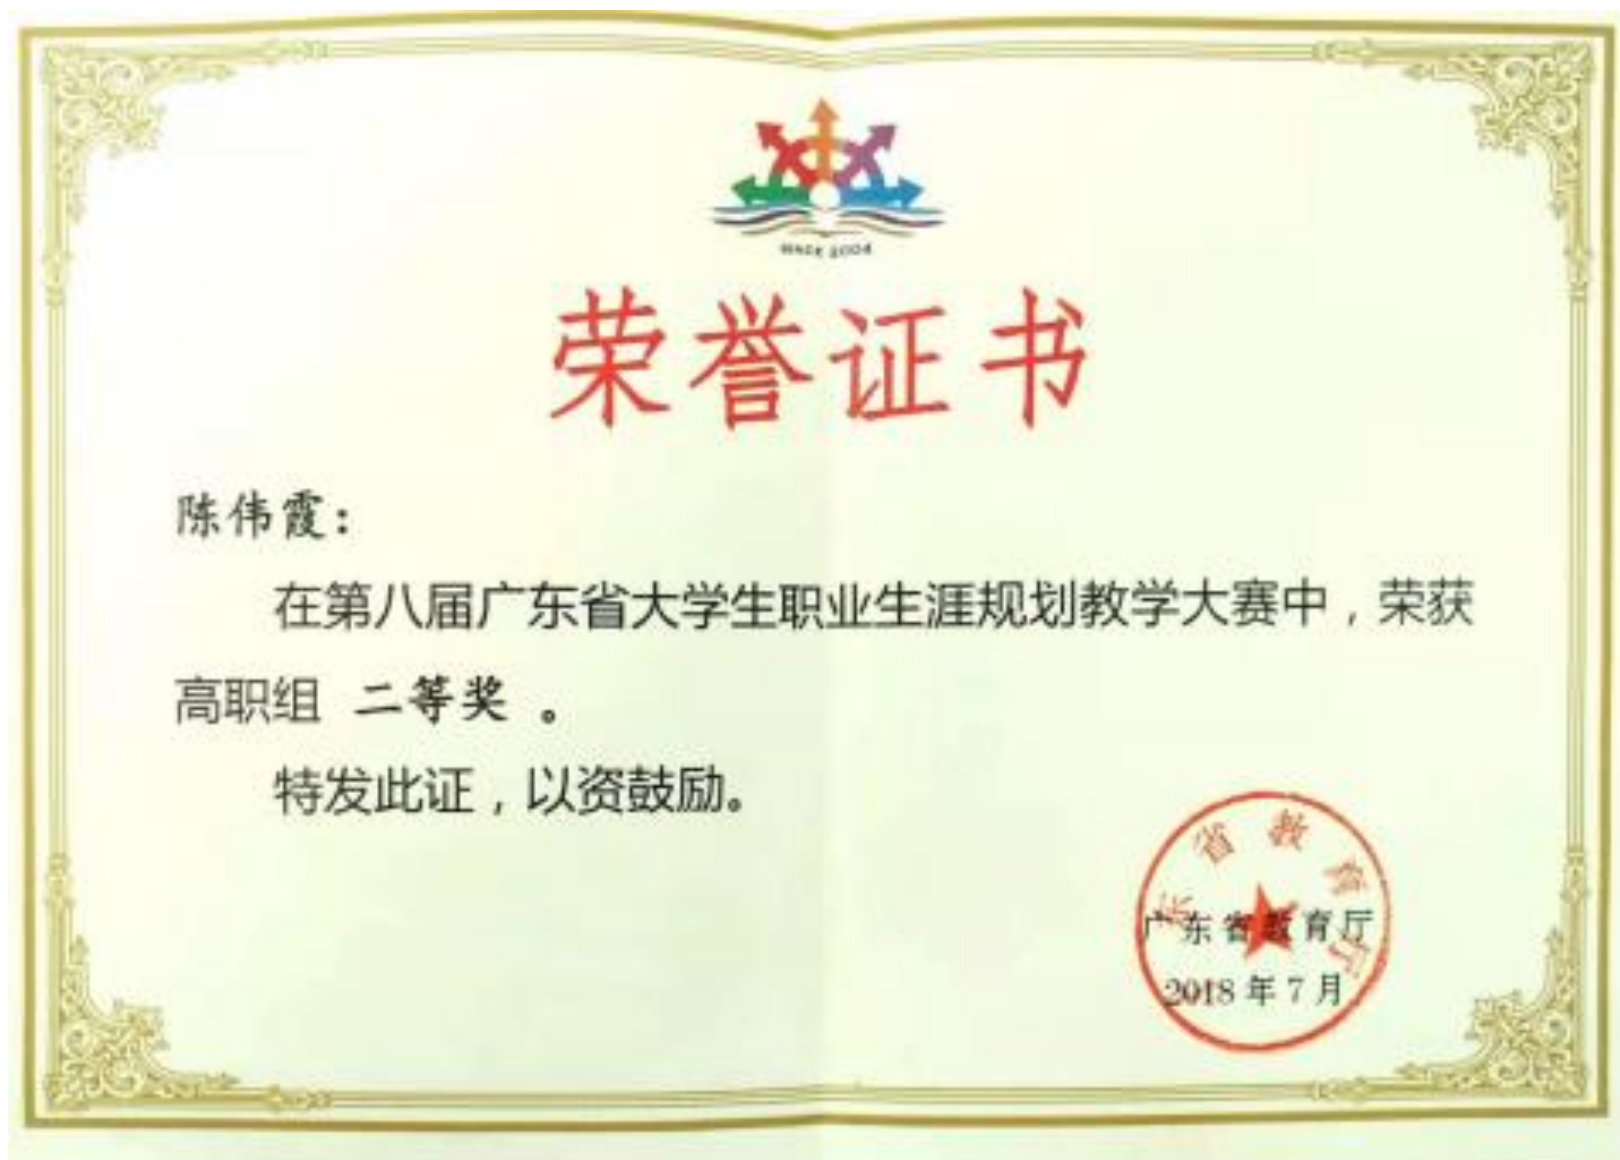 荣誉证书
陈伟霞：
在第八届广东省大学生职业生涯规划教学大赛中，荣获
高职组 二等奖 。
特发此证，以资鼓励。
广东省教育厅
2018年7月